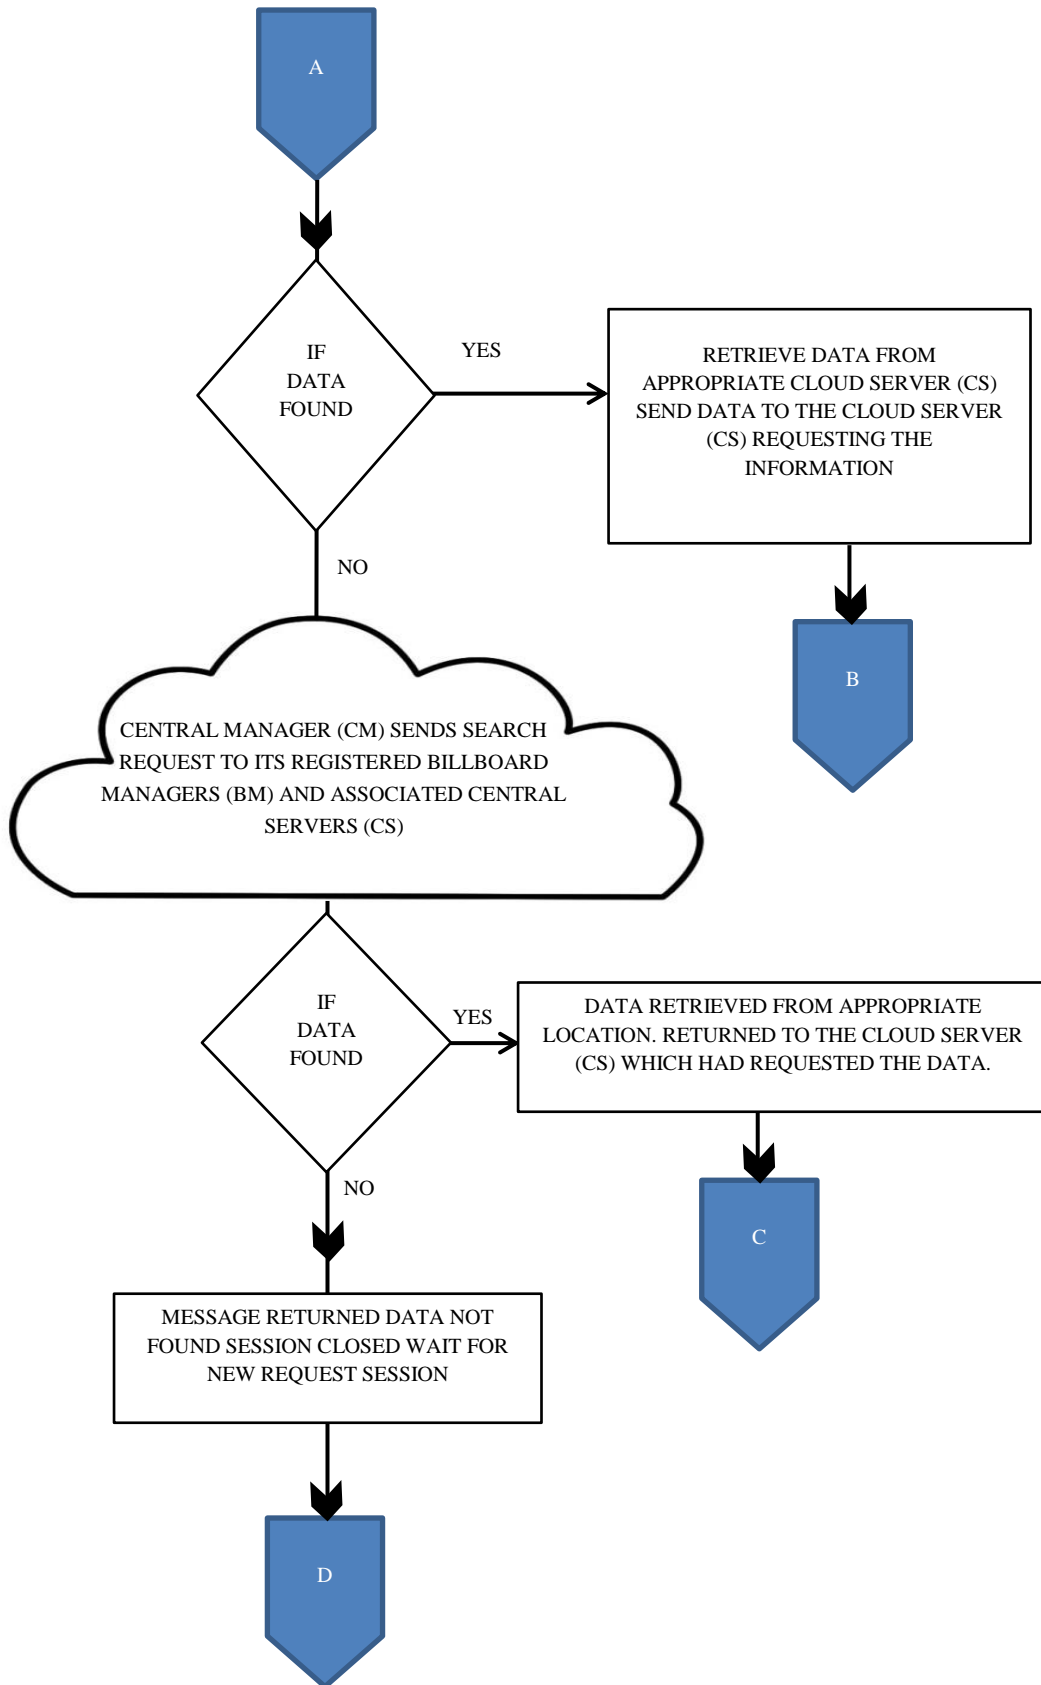 A
IF
DATA
FOUND
YES
RETRIEVE DATA FROM
APPROPRIATE CLOUD SERVER (CS)
SEND DATA TO THE CLOUD SERVER
(CS) REQUESTING THE
INFORMATION
NO
B
CENTRAL MANAGER (CM) SENDS SEARCH
REQUEST TO ITS REGISTERED BILLBOARD
MANAGERS (BM) AND ASSOCIATED CENTRAL
SERVERS (CS)
IF
DATA
FOUND
YES
DATA RETRIEVED FROM APPROPRIATE
LOCATION. RETURNED TO THE CLOUD SERVER
(CS) WHICH HAD REQUESTED THE DATA.
NO
C
MESSAGE RETURNED DATA NOT
FOUND SESSION CLOSED WAIT FOR
NEW REQUEST SESSION
D